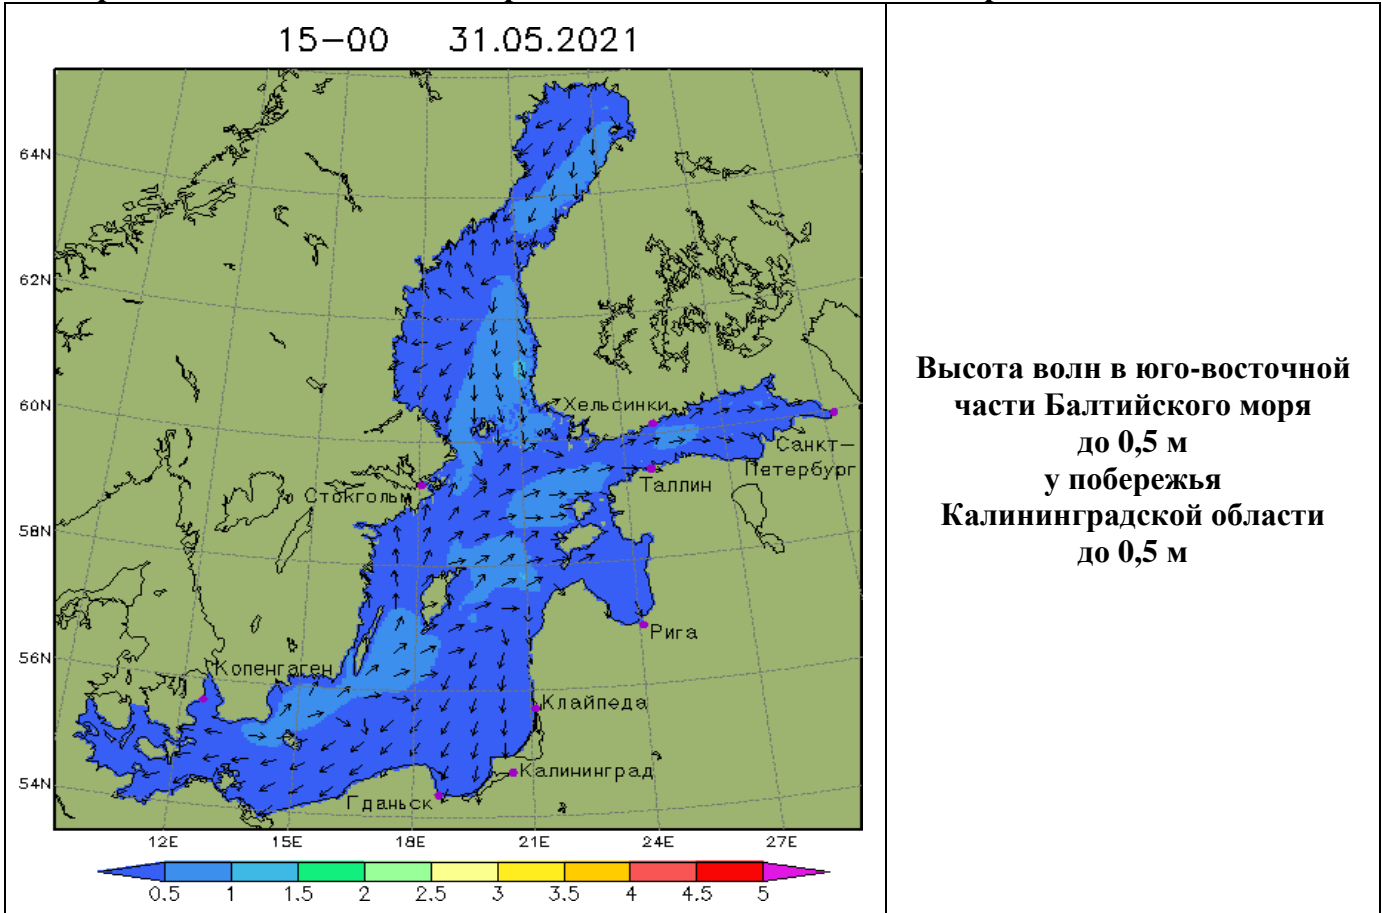 15-00 31.05.2021
64N
62N
60N
58N
56N
54N
Хельсинки
Санкт-
Петербург
Таллин
Стокгольм
Рига
Копенгаген
Клайпеда
Калининград
Гданьск
12E 15E 18E 21E 24E 27E
0.5 1 1.5 2 2.5 3 3.5 4 4.5 5
Высота волн в юго-восточной
части Балтийского моря
до 0,5 м
у побережья
Калининградской области
до 0,5 м